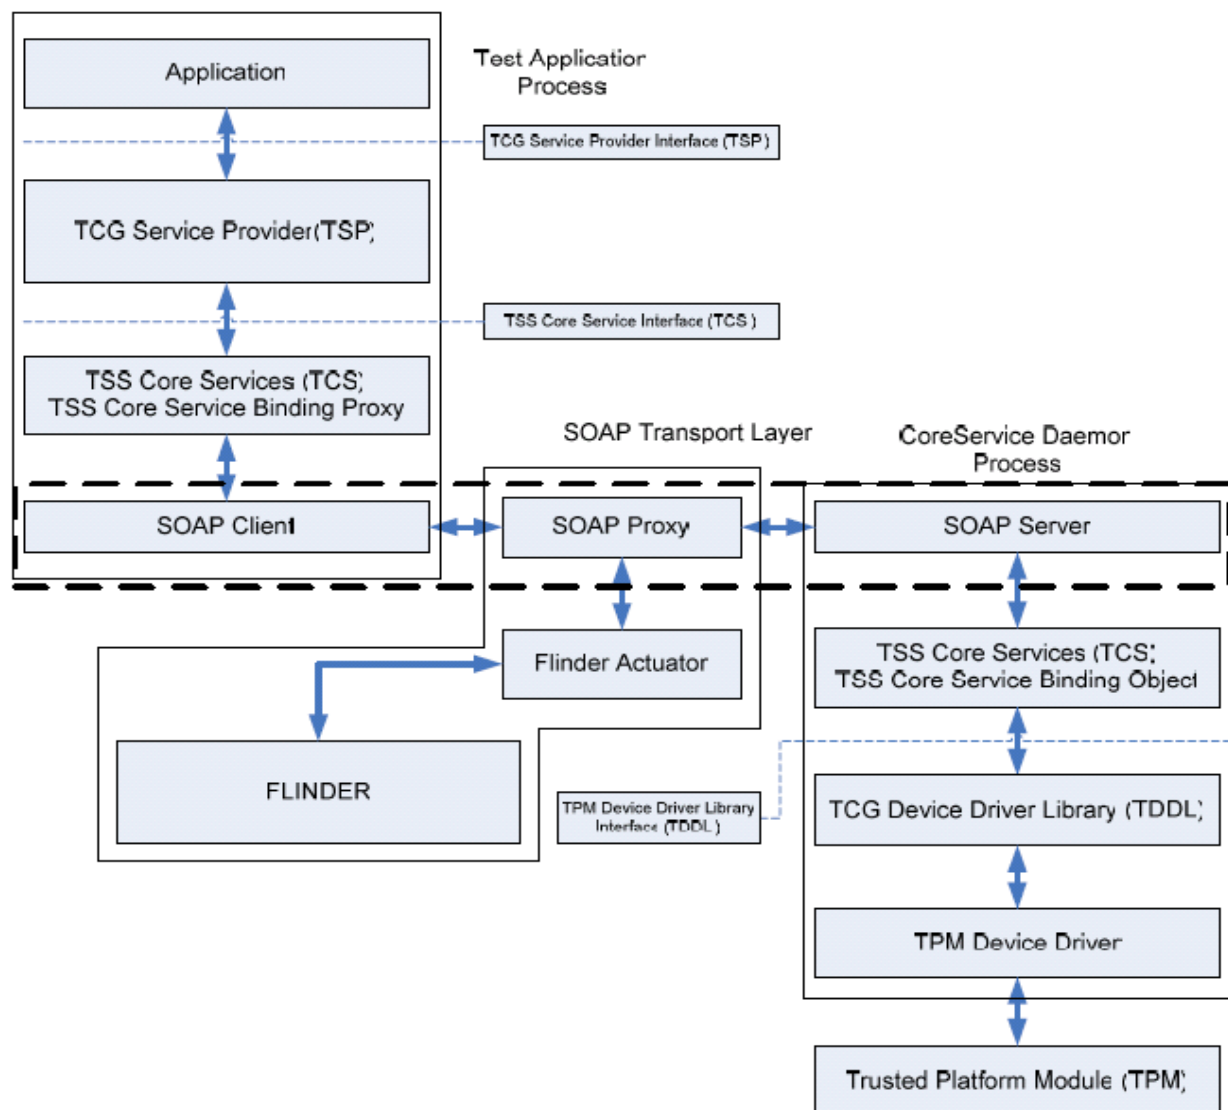 Application
Test Application
Process
TCG Service Provider Interface (TSP)
TCG Service Provider(TSP)
TSS Core Service Interface (TCS )
TSS Core Services (TCS)
TSS Core Service Binding Proxy
SOAP Transport Layer
CoreService Daemor
Process
SOAP Client
SOAP Proxy
SOAP Server
Flinder Actuator
TSS Core Services (TCS)
TSS Core Service Binding Object
FLINDER
TPM Device Driver Library
Interface (TDDL )
TCG Device Driver Library (TDDL)
TPM Device Driver
Trusted Platform Module (TPM)